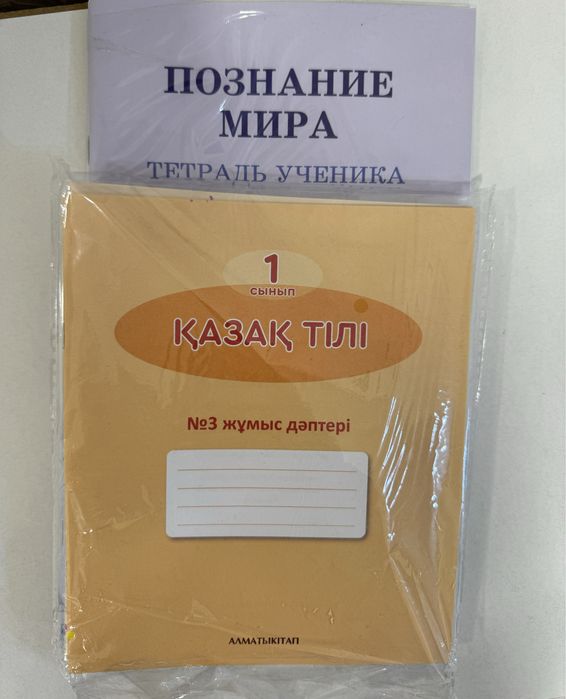 ПОЗНАНИЕ
МИРА
ТЕТРАДЬ УЧЕНИКА
1
СЫНЫП
ҚАЗАҚ ТІЛІ
№3 жұмыс дәптері
АЛМАТЫКІТАП